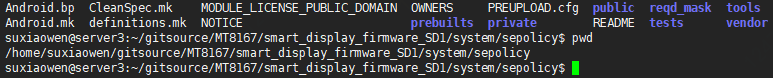 Android.bp  CleanSpec.mk    MODULE_LICENSE_PUBLIC_DOMAIN  OWNERS     PREUPLOAD.cfg  public  reqd_mask  tools
Android.mk  definitions.mk  NOTICE                        prebuilts  private        README  tests      vendor
suxiaowen@server3:~/gitsource/MT8167/smart_display_firmware_SD1/system/sepolicy$ pwd
/home/suxiaowen/gitsource/MT8167/smart_display_firmware_SD1/system/sepolicy
suxiaowen@server3:~/gitsource/MT8167/smart_display_firmware_SD1/system/sepolicy$